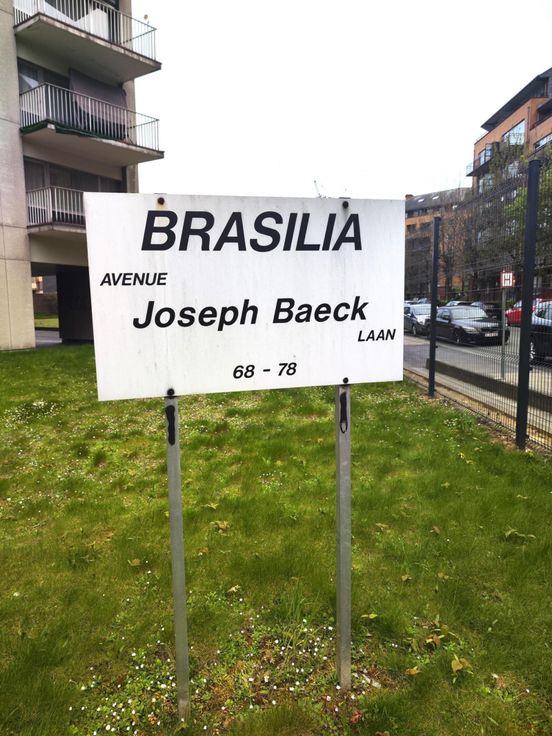 BRASILIA
AVENUE
Joseph Baeck
LAAN
68 - 78
H